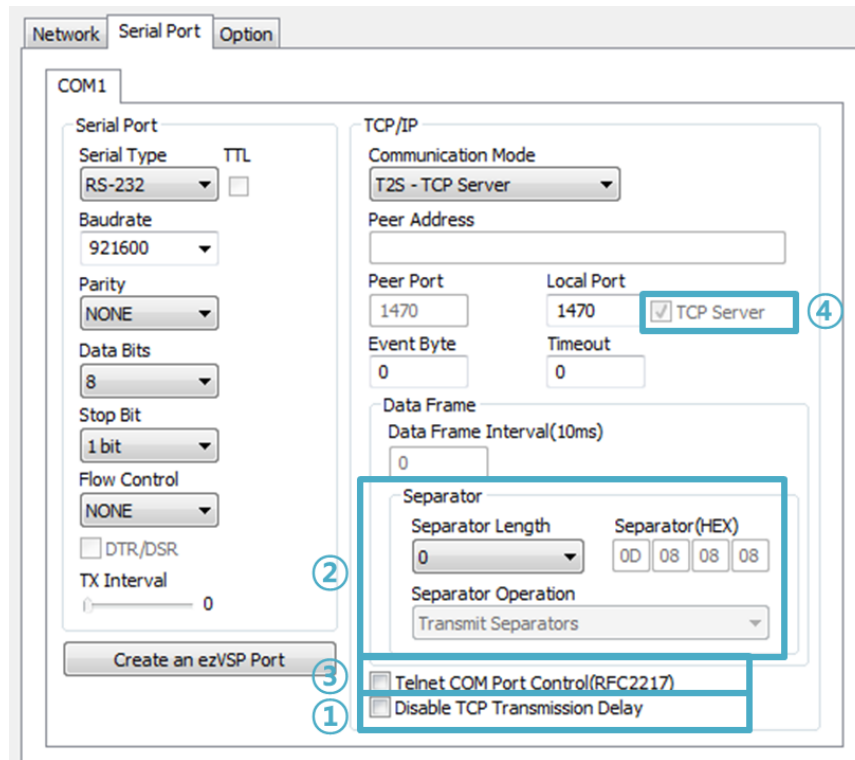 Network Serial Port Option
COM1
Serial Port
Serial Type TTL
RS-232
Baudrate
921600
Parity
NONE
Data Bits
8
Stop Bit
1 bit
Flow Control
NONE
DTR/DSR
TX Interval
0
Create an ezVSP Port
TCP/IP
Communication Mode
T2S - TCP Server
Peer Address
Peer Port Local Port
1470 1470 TCP Server ④
Event Byte Timeout
0 0
Data Frame
Data Frame Interval(10ms)
0
② Separator
Separator Length Separator(HEX)
0 0D 08 08 08
Separator Operation
Transmit Separators
③ Telnet COM Port Control(RFC2217)
① Disable TCP Transmission Delay